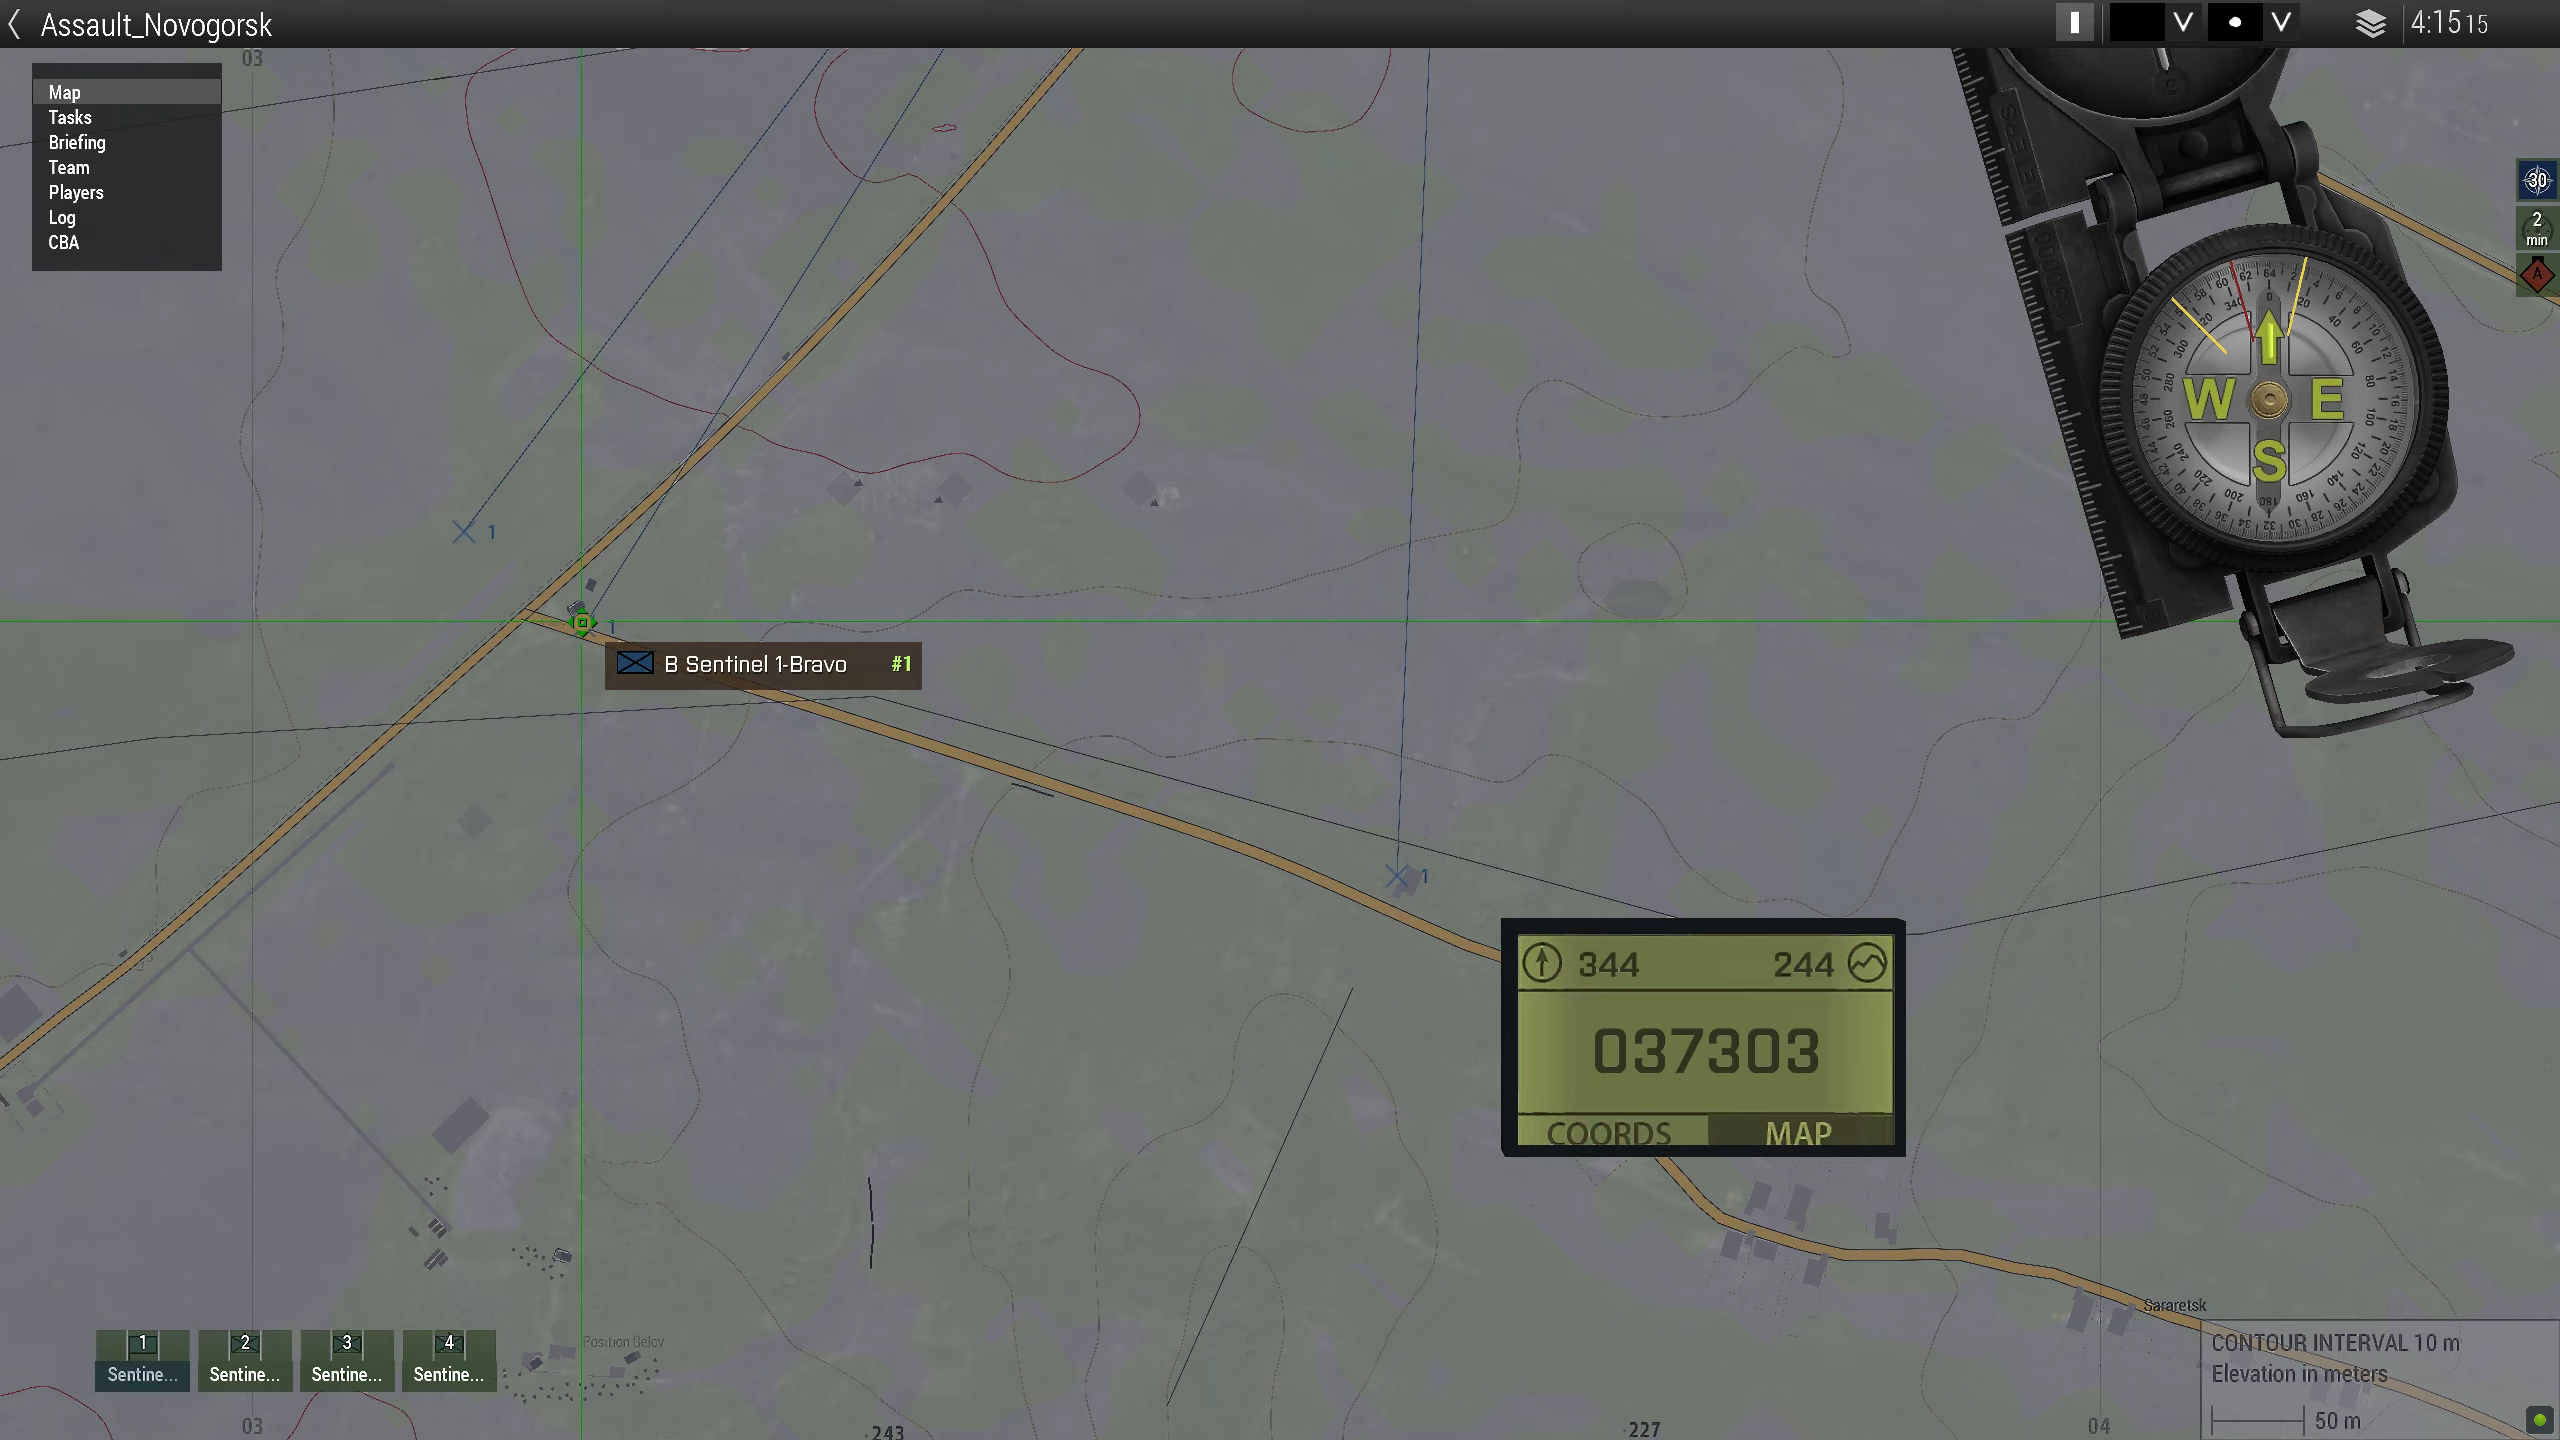 Assault_Novogorsk
V
V
4:15 15
03
Map
Tasks
Briefing
Team
Players
Log
CBA
METERS
30
2
min
A
W
E
S
1
1
B Sentinel 1-Bravo #1
1
344 244
037303
COORDS MAP
1 2 3 4
Sentine... Sentine... Sentine... Sentine...
Position Belov
Sararetsk
CONTOUR INTERVAL 10 m
Elevation in meters
50 m
03
243
227
04